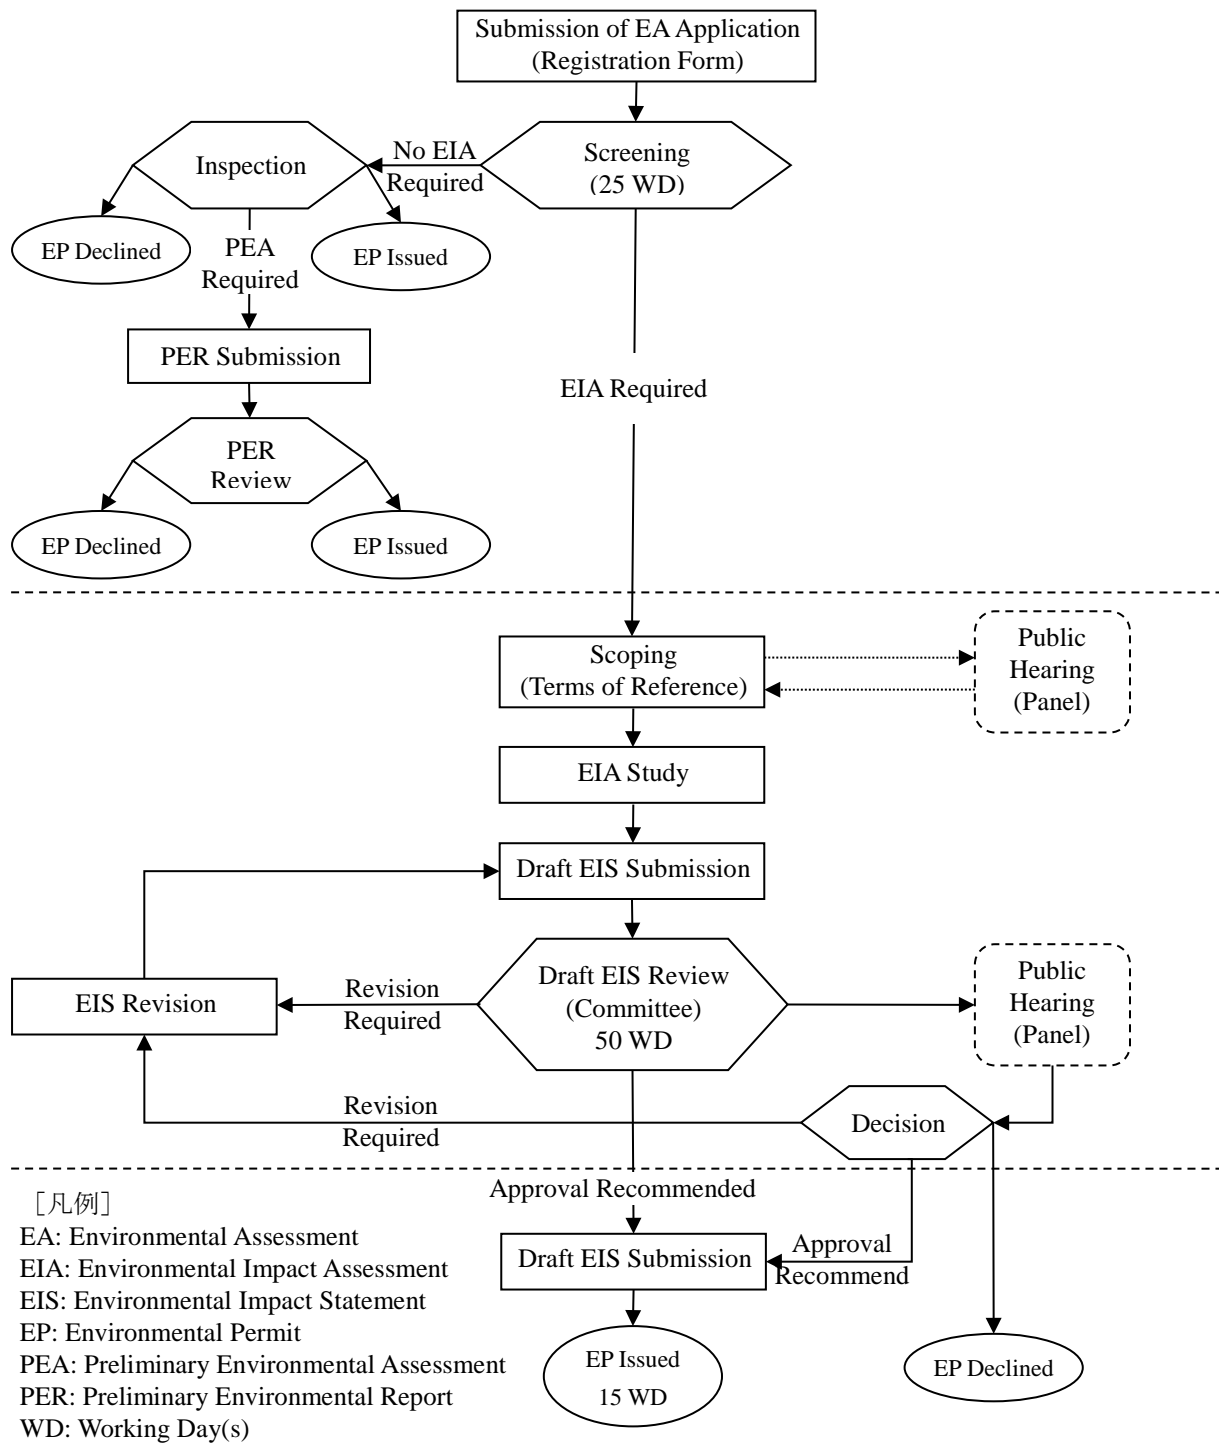 Submission of EA Application
(Registration Form)
Screening
(25 WD)
No EIA
Required
Inspection
EP Declined
PEA
Required
EP Issued
PER Submission
EIA Required
PER
Review
EP Declined
EP Issued
Scoping
(Terms of Reference)
Public
Hearing
(Panel)
EIA Study
Draft EIS Submission
Draft EIS Review
(Committee)
50 WD
Revision
Required
EIS Revision
Public
Hearing
(Panel)
Decision
Revision
Required
Approval Recommended
Draft EIS Submission
Approval
Recommend
EP Issued
15 WD
EP Declined
［凡例］
EA: Environmental Assessment
EIA: Environmental Impact Assessment
EIS: Environmental Impact Statement
EP: Environmental Permit
PEA: Preliminary Environmental Assessment
PER: Preliminary Environmental Report
WD: Working Day(s)